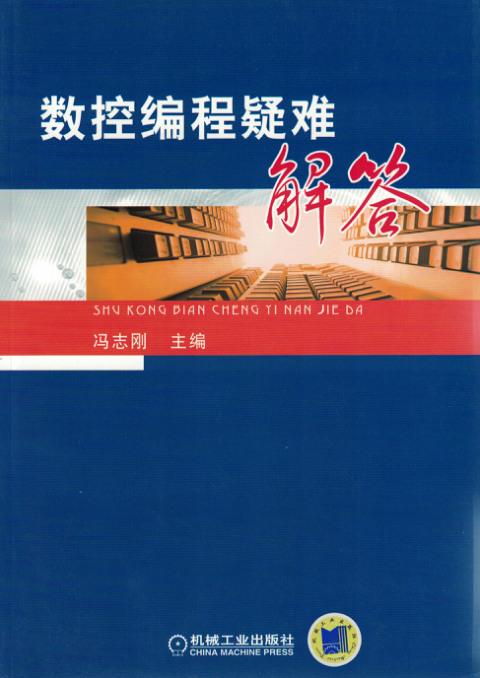 数控编程疑难
解答
SHU KONG BIAN CHENG YI NAN JIE DA
冯志刚 主编
机械工业出版社
CHINA MACHINE PRESS